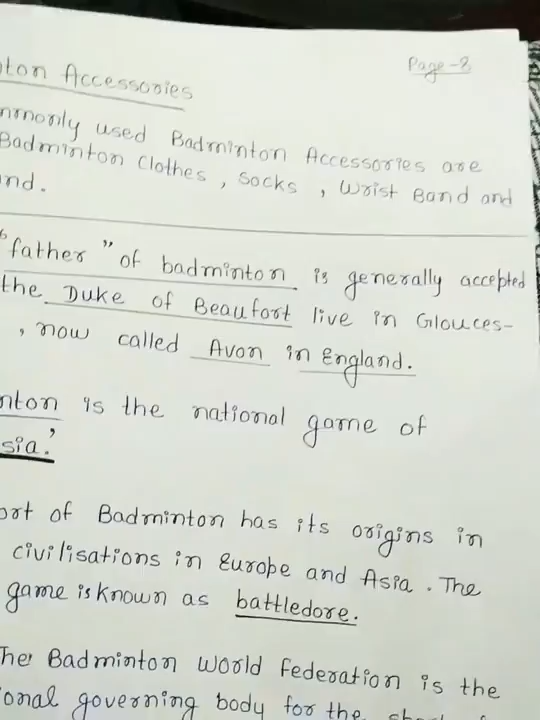 Page-8
ton Accessories
mmonly used Badminton Accessories are
Badminton Clothes, Socks, Wrist Band and
nd.
"father" of badminton is generally accepted
the Duke of Beaufort live in Glouces-
, now called Avon in England.
nton is the national game of
sia.'
ort of Badminton has its origins in
civilisations in Europe and Asia. The
game is known as battledore.
The Badminton World Federation is the
ional governing body for the